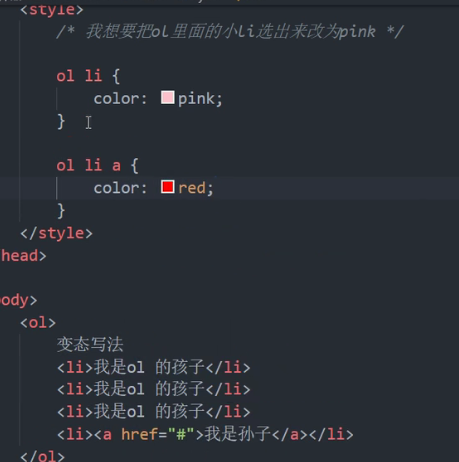 <style>
/* 我想要把ol里面的小li选出来改为pink */
ol li {
color: pink;
}
ol li a {
color: red;
}
</style>
head>
body>
<ol>
变态写法
<li>我是ol 的孩子</li>
<li>我是ol 的孩子</li>
<li>我是ol 的孩子</li>
<li><a href="#">我是孙子</a></li>
</ol>